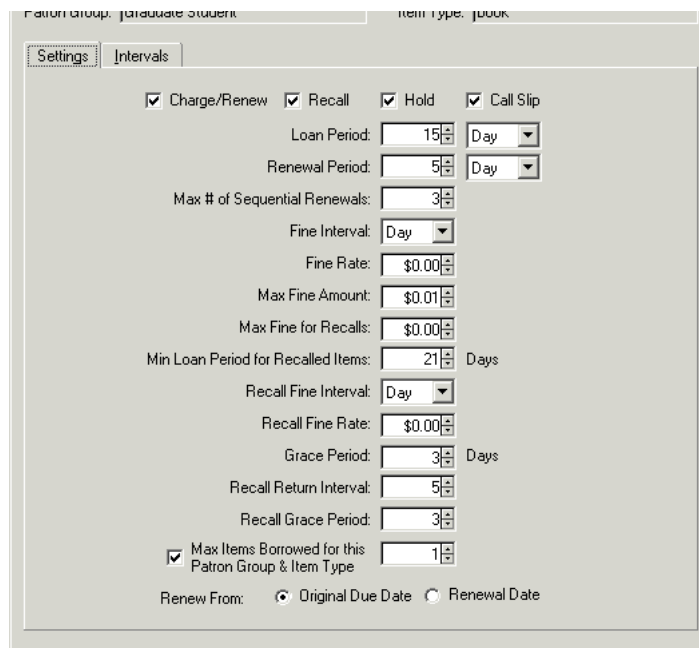 Patron Group: Graduate Student Item Type: book
Settings Intervals
Charge/Renew Recall Hold Call Slip
Loan Period: 15 Day
Renewal Period: 5 Day
Max # of Sequential Renewals: 3
Fine Interval: Day
Fine Rate: $0.00
Max Fine Amount: $0.01
Max Fine for Recalls: $0.00
Min Loan Period for Recalled Items: 21 Days
Recall Fine Interval: Day
Recall Fine Rate: $0.00
Grace Period: 3 Days
Recall Return Interval: 5
Recall Grace Period: 3
Max Items Borrowed for this
Patron Group & Item Type 1
Renew From: Original Due Date Renewal Date